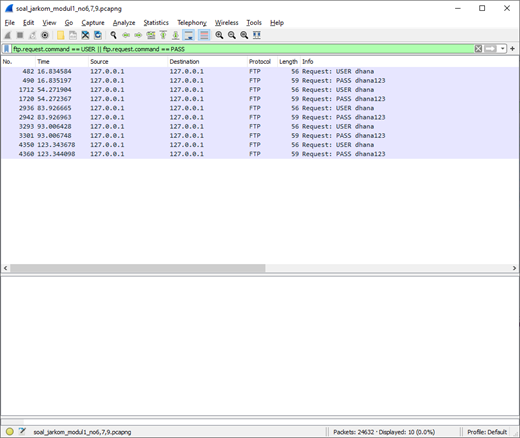 soal_jarkom_modul1_no6,7,9.pcapng
File Edit View Go Capture Analyze Statistics Telephony Wireless Tools Help
ftp.request.command == USER || ftp.request.command == PASS
No. Time Source Destination Protocol Length Info
482 16.834584 127.0.0.1 127.0.0.1 FTP 56 Request: USER dhana
490 16.835197 127.0.0.1 127.0.0.1 FTP 59 Request: PASS dhana123
1712 54.271904 127.0.0.1 127.0.0.1 FTP 56 Request: USER dhana
1720 54.272367 127.0.0.1 127.0.0.1 FTP 59 Request: PASS dhana123
2936 83.926665 127.0.0.1 127.0.0.1 FTP 56 Request: USER dhana
2942 83.926963 127.0.0.1 127.0.0.1 FTP 59 Request: PASS dhana123
3293 93.006428 127.0.0.1 127.0.0.1 FTP 56 Request: USER dhana
3301 93.006748 127.0.0.1 127.0.0.1 FTP 59 Request: PASS dhana123
4350 123.343678 127.0.0.1 127.0.0.1 FTP 56 Request: USER dhana
4360 123.344098 127.0.0.1 127.0.0.1 FTP 59 Request: PASS dhana123
soal_jarkom_modul1_no6,7,9.pcapng Packets: 24632 · Displayed: 10 (0.0%) Profile: Default